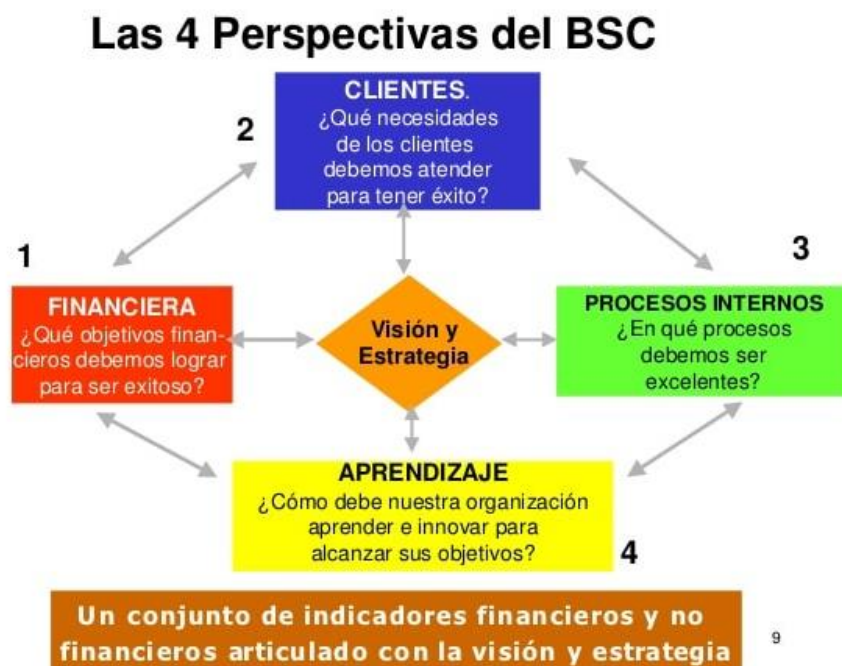 Las 4 Perspectivas del BSC
2
CLIENTES.
¿Qué necesidades
de los clientes
debemos atender
para tener éxito?
1
FINANCIERA
¿Qué objetivos finan-
cieros debemos lograr
para ser exitoso?
Visión y
Estrategia
3
PROCESOS INTERNOS
¿En qué procesos
debemos ser
excelentes?
APRENDIZAJE
¿Cómo debe nuestra organización
aprender e innovar para
alcanzar sus objetivos?
4
Un conjunto de indicadores financieros y no
financieros articulado con la visión y estrategia
9